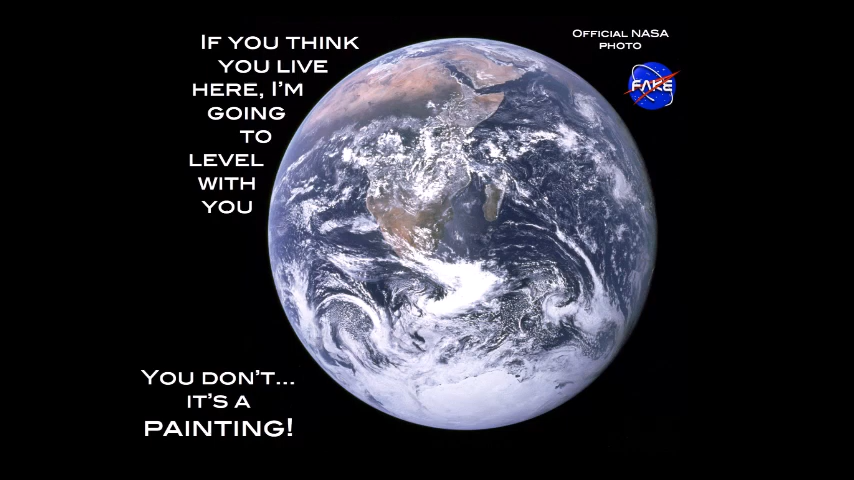 If you think
you live
here, I'm
going
to
level
with
you
Official NASA
photo
FAKE
You don't...
it's a
painting!